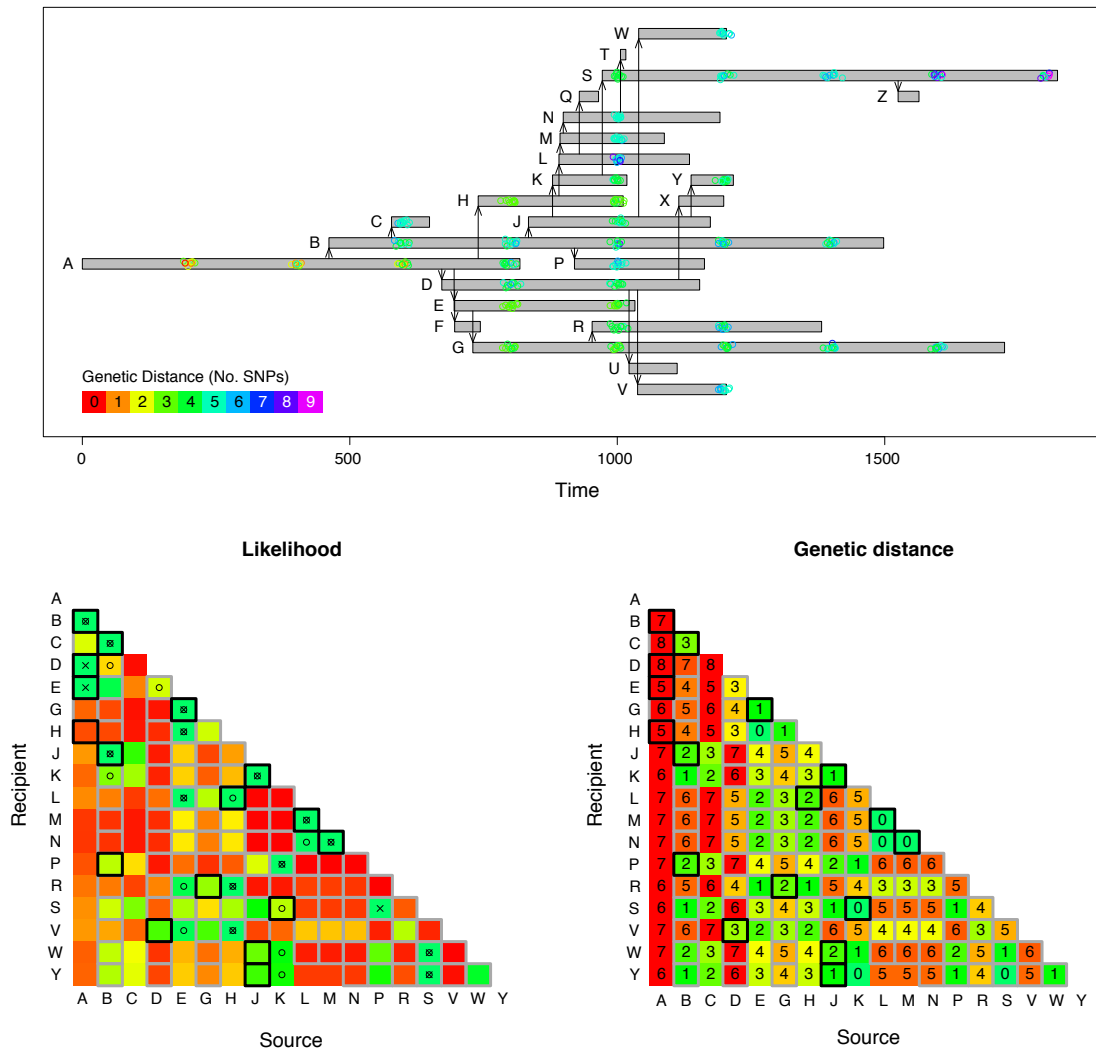 W
T
S
Q Z
N
M
L
K Y
H X
C J
B
A P
D
E
F R
G
U
V
Genetic Distance (No. SNPs)
0 1 2 3 4 5 6 7 8 9
0 500 1000 1500
Time
Likelihood
A
B
C
D
E
G
H
J
K
L
M
N
P
R
S
V
W
Y
Recipient
A B C D E G H J K L M N P R S V W Y
Source
Genetic distance
A
B 7
C 8 3
D 8 7 8
E 5 4 5 3
G 6 5 6 4 1
H 5 4 5 3 0 1
J 7 2 3 7 4 5 4
K 6 1 2 6 3 4 3 1
L 7 6 7 5 2 3 2 6 5
M 7 6 7 5 2 3 2 6 5 0
N 7 6 7 5 2 3 2 6 5 0 0
P 7 2 3 7 4 5 4 2 1 6 6 6
R 6 5 6 4 1 2 1 5 4 3 3 3 5
S 6 1 2 6 3 4 3 1 0 5 5 5 1 4
V 7 6 7 3 2 3 2 6 5 4 4 4 6 3 5
W 7 2 3 7 4 5 4 2 1 6 6 6 2 5 1 6
Y 6 1 2 6 3 4 3 1 0 5 5 5 1 4 0 5 1
Recipient
A B C D E G H J K L M N P R S V W Y
Source